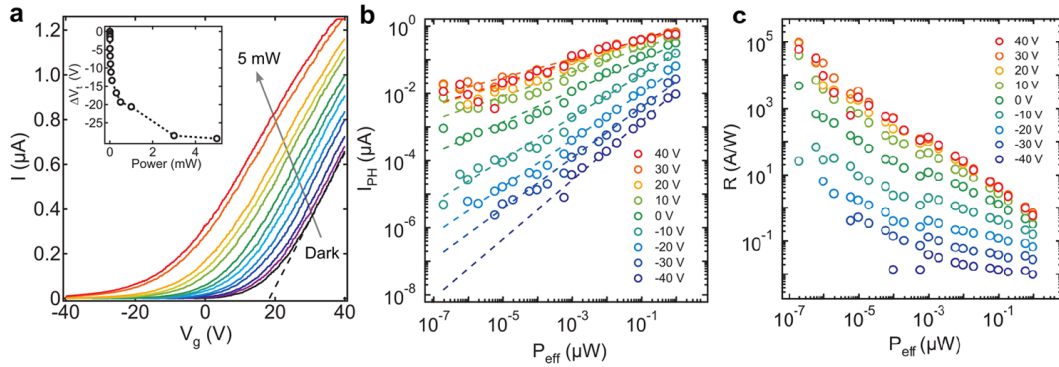 a
I (µA)
1.2
1.0
0.8
0.6
0.4
0.2
0
-40
-20
0
20
40
Vg (V)
5 mW
Dark
ΔVt (V)
0
-5
-10
-15
-20
-25
0
2
4
Power (mW)
b
IPH (µA)
10^0
10^-2
10^-4
10^-6
10^-8
10^-7
10^-5
10^-3
10^-1
Peff (µW)
40 V
30 V
20 V
10 V
0 V
-10 V
-20 V
-30 V
-40 V
c
R (A/W)
10^5
10^3
10^1
10^-1
10^-7
10^-5
10^-3
10^-1
Peff (µW)
40 V
30 V
20 V
10 V
0 V
-10 V
-20 V
-30 V
-40 V